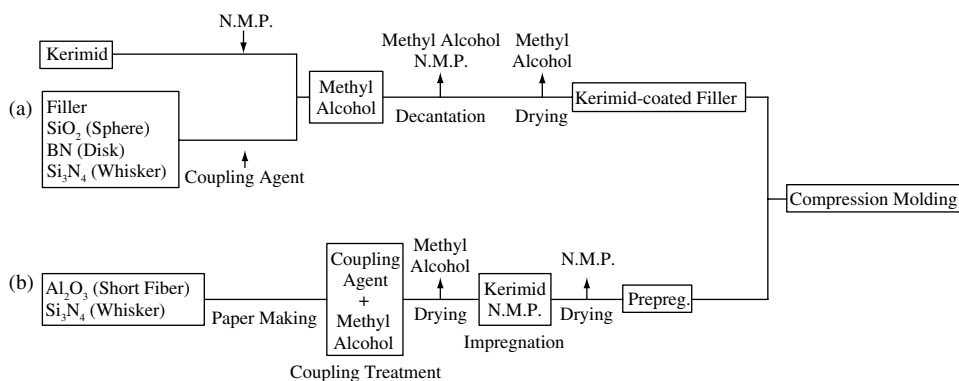 (a)
Kerimid
N.M.P.
Filler
SiO₂ (Sphere)
BN (Disk)
Si₃N₄ (Whisker)
Coupling Agent
Methyl
Alcohol
Methyl Alcohol
N.M.P.
Decantation
Methyl
Alcohol
Drying
Kerimid-coated Filler
Compression Molding
(b)
Al₂O₃ (Short Fiber)
Si₃N₄ (Whisker)
Paper Making
Coupling
Agent
+
Methyl
Alcohol
Coupling Treatment
Methyl
Alcohol
Drying
Kerimid
N.M.P.
Impregnation
N.M.P.
Drying
Prepreg.